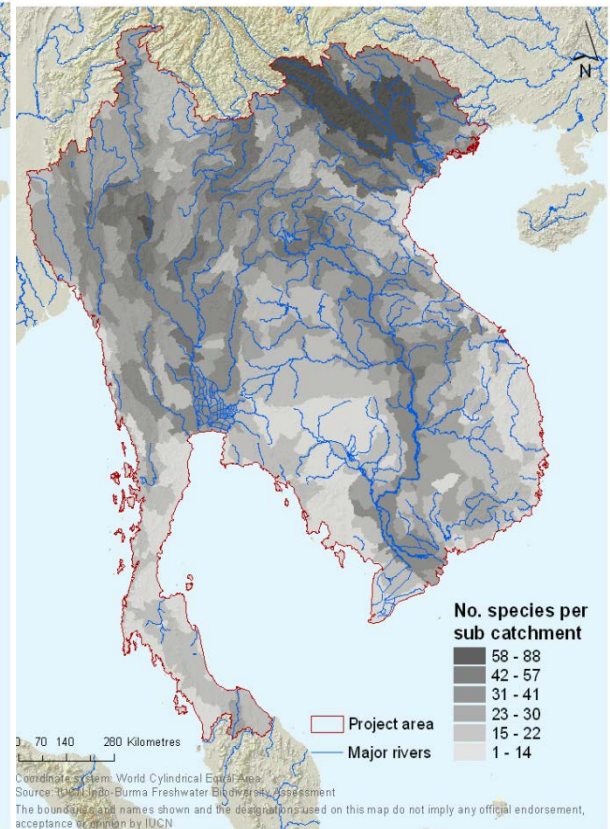 N
No. species per
sub catchment
58 - 88
42 - 57
31 - 41
23 - 30
15 - 22
1 - 14
Project area
Major rivers
0 70 140 280 Kilometres
Coordinate system: World Cylindrical Equal Area.
Source: IUCN Indo-Burma Freshwater Biodiversity Assessment
The boundaries and names shown and the designations used on this map do not imply any official endorsement,
acceptance or opinion by IUCN